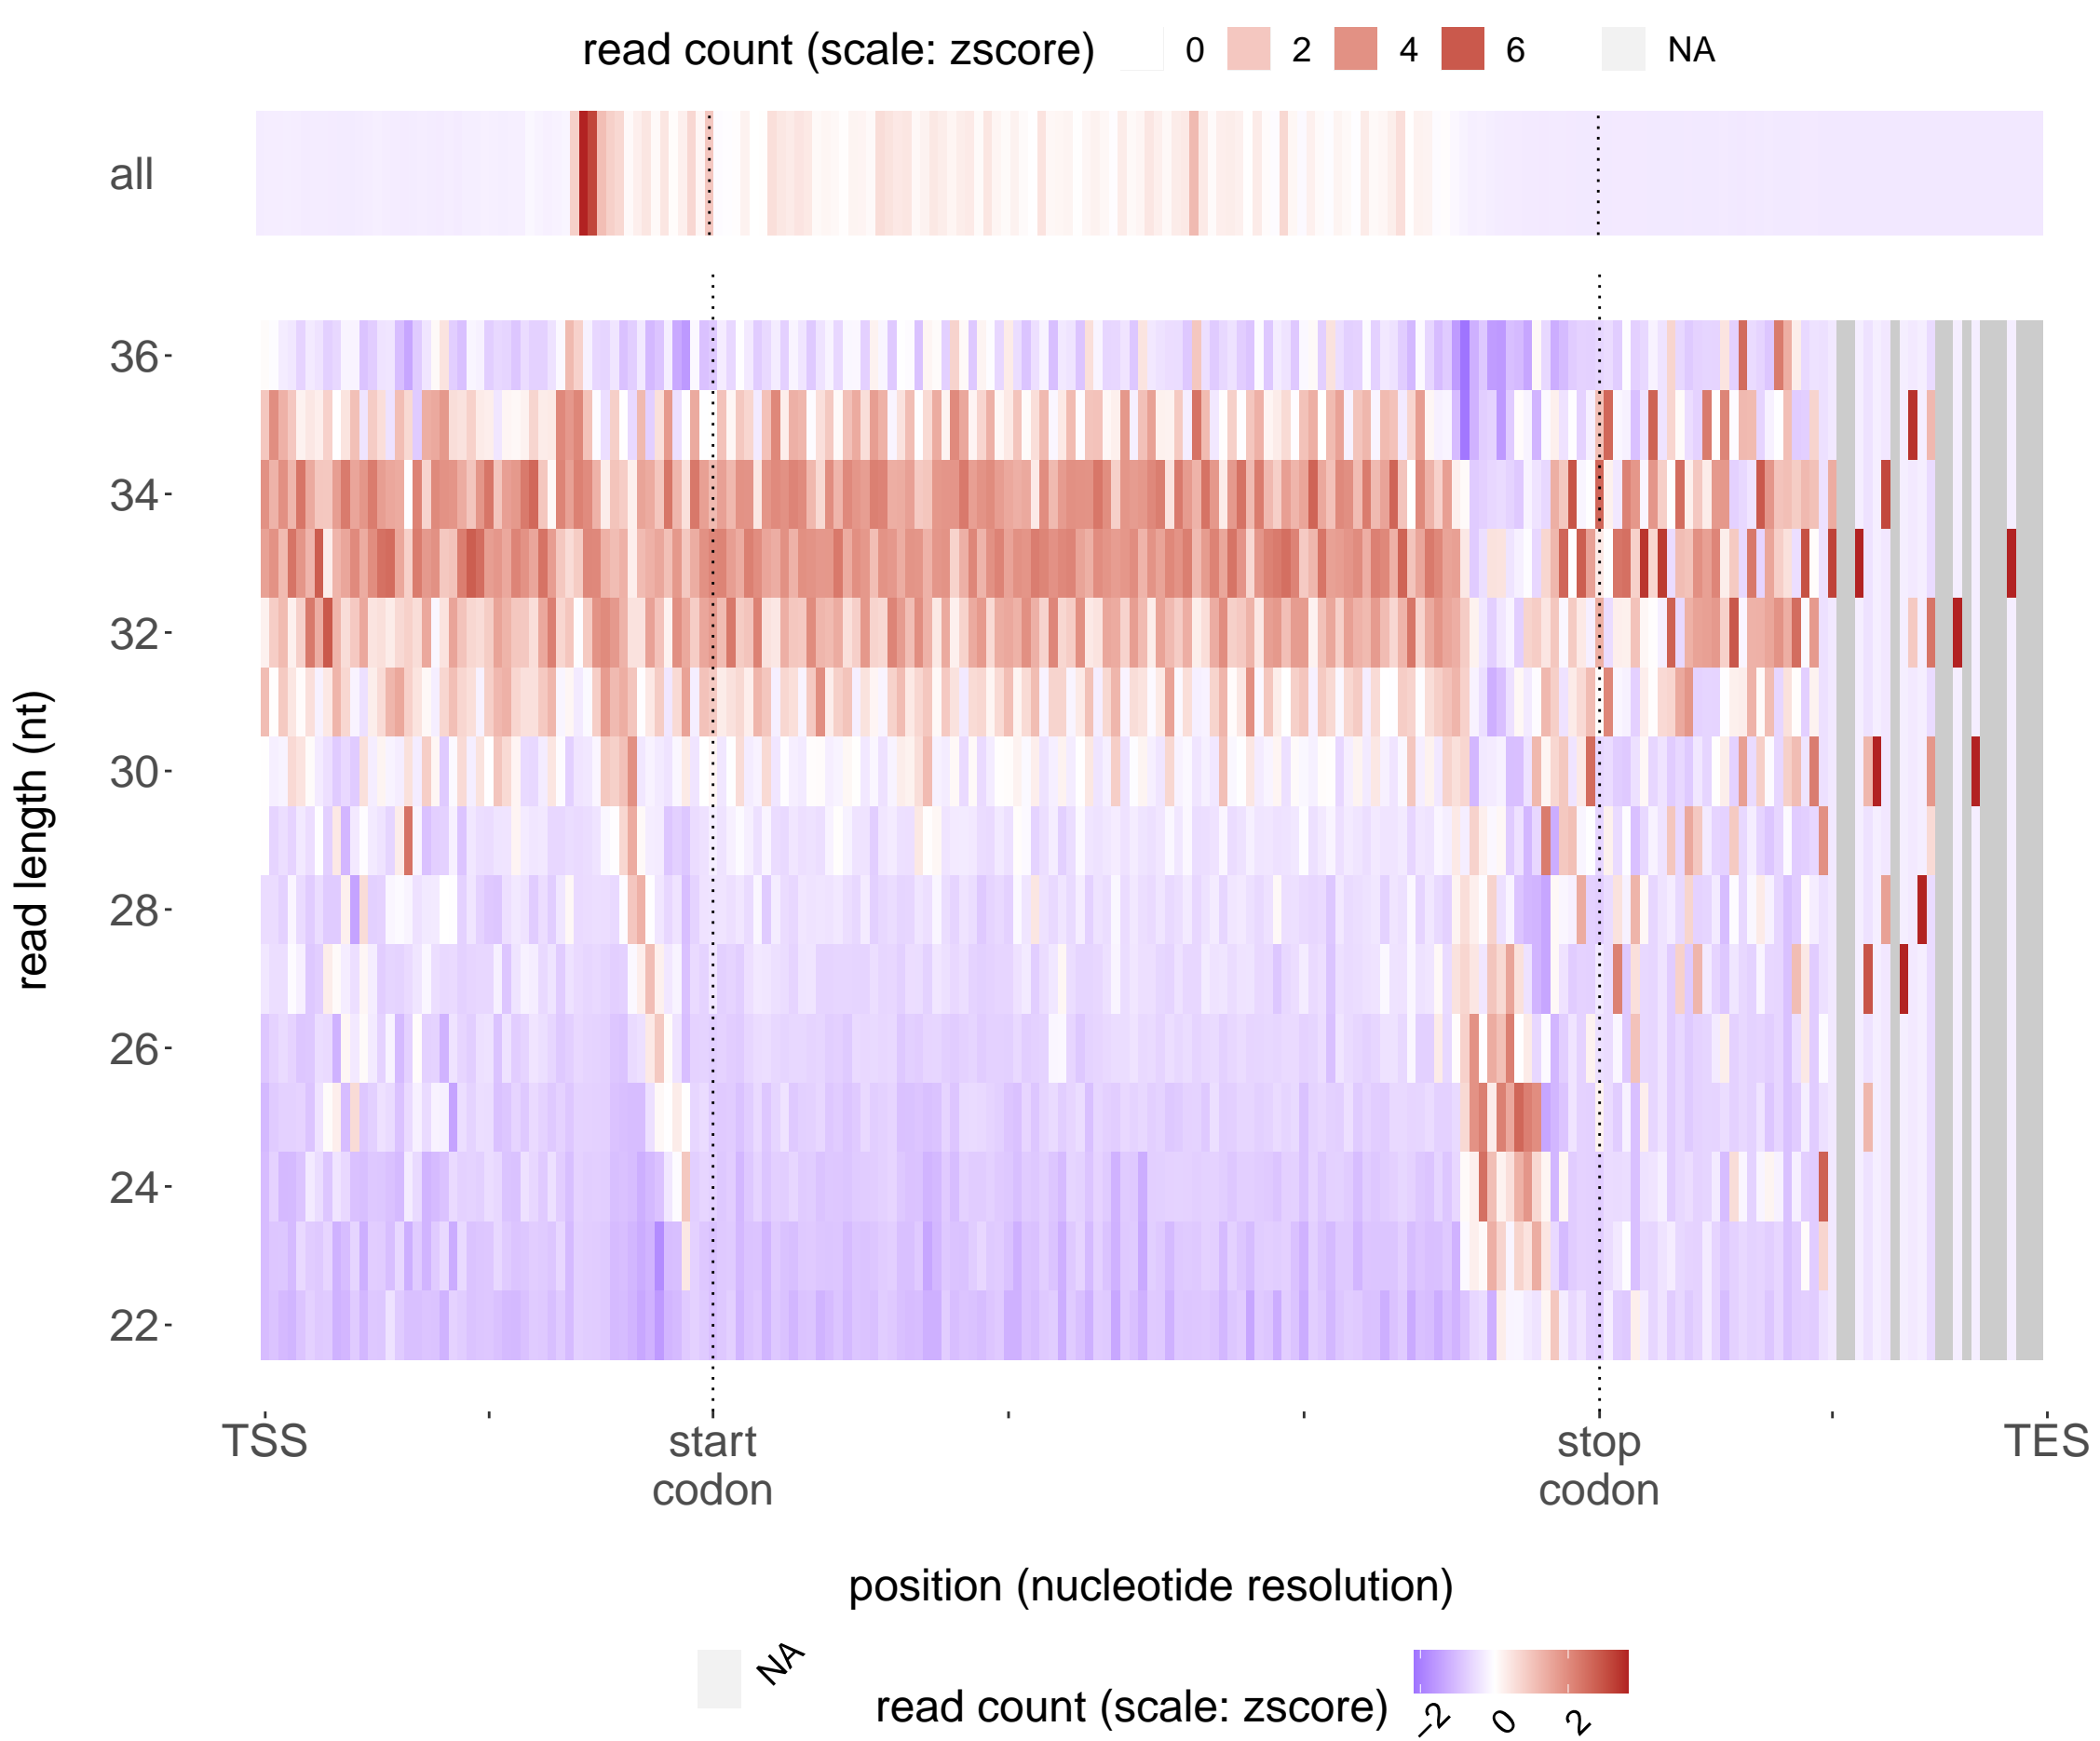 read count (scale: zscore) 0 2 4 6 NA
all
36
34
32
30
28
26
24
22
read length (nt)
TSS start codon stop codon TES
position (nucleotide resolution)
NA
read count (scale: zscore) −2 0 2